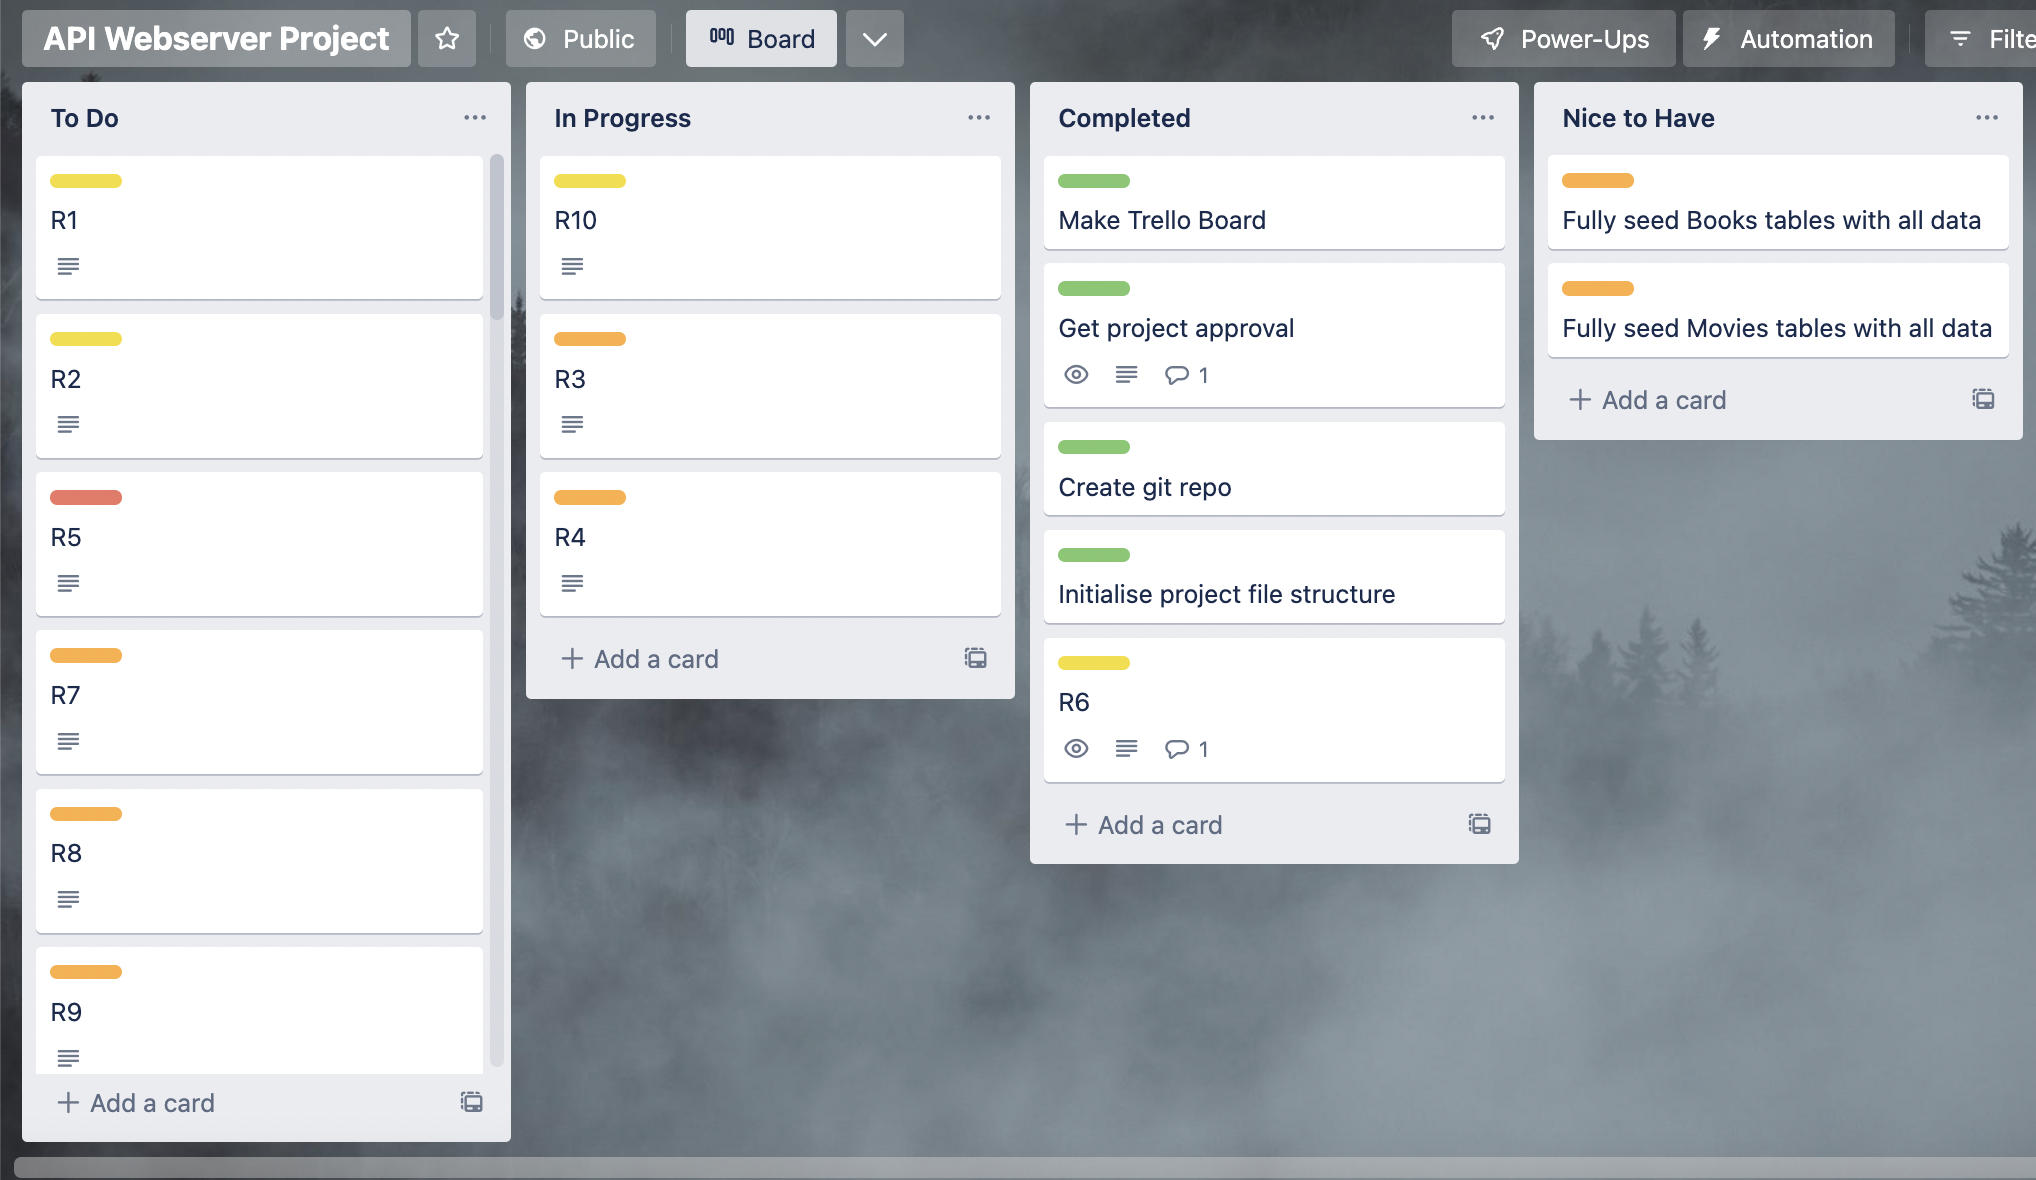 API Webserver Project
Public
Board
Power-Ups
Automation
Filte
To Do
R1
R2
R5
R7
R8
R9
Add a card
In Progress
R10
R3
R4
Add a card
Completed
Make Trello Board
Get project approval
1
Create git repo
Initialise project file structure
R6
1
Add a card
Nice to Have
Fully seed Books tables with all data
Fully seed Movies tables with all data
Add a card